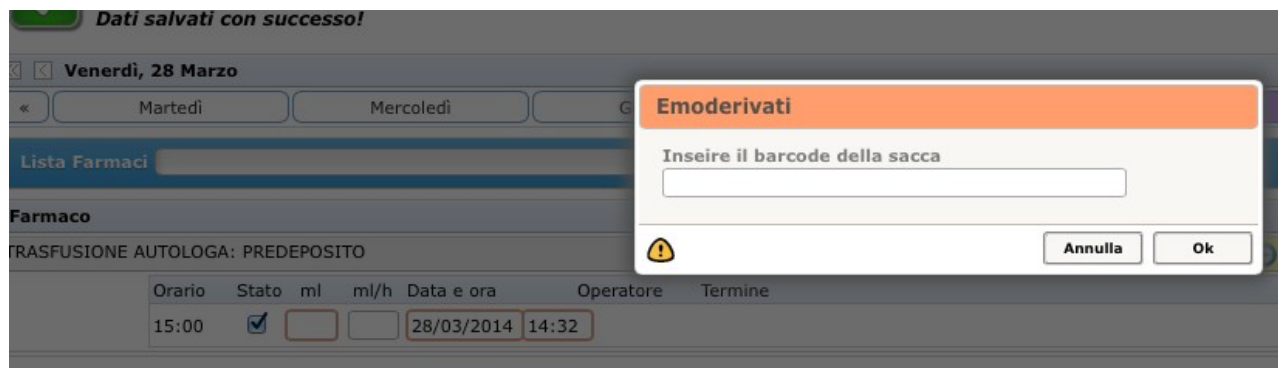 Dati salvati con successo!
Venerdì, 28 Marzo
« Martedì Mercoledì G
Emoderivati
Lista Farmaci
Inseire il barcode della sacca
Farmaco
TRASFUSIONE AUTOLOGA: PREDEPOSITO
Annulla Ok
Orario Stato ml ml/h Data e ora Operatore Termine
15:00 28/03/2014 14:32